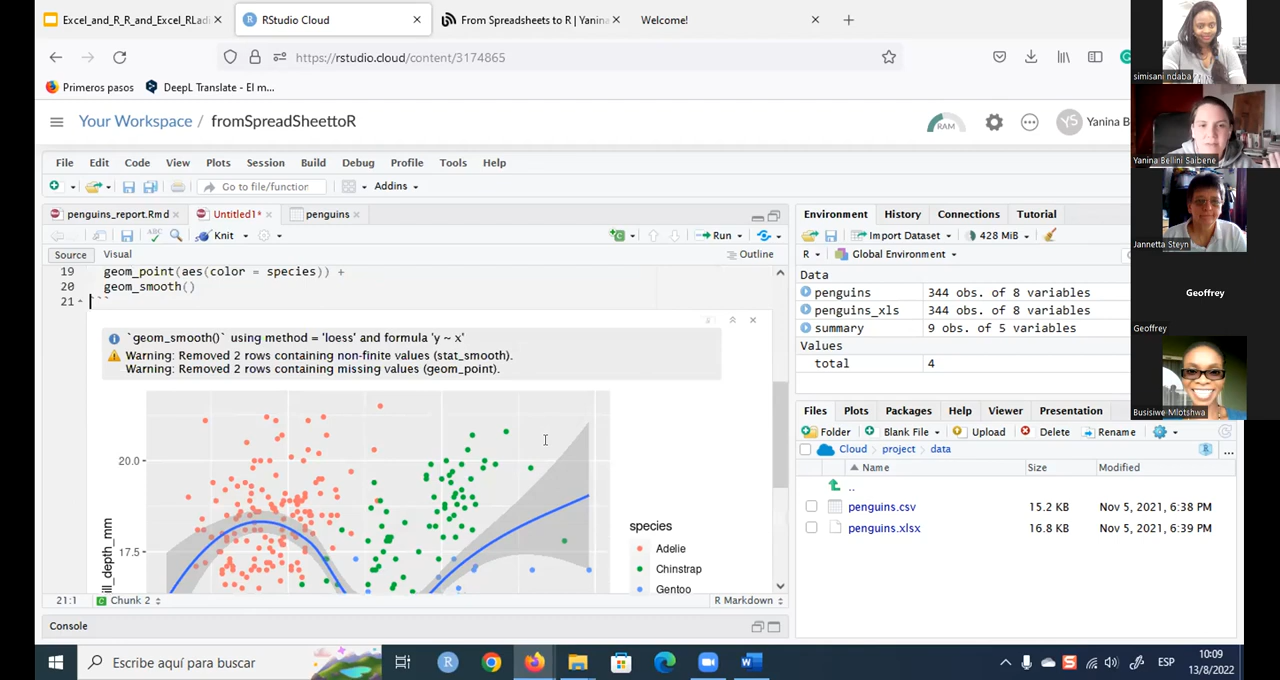 Excel_and_R_R_and_Excel_RLadi
RStudio Cloud
From Spreadsheets to R | Yanina
Welcome!
https://rstudio.cloud/content/3174865
Primeros pasos
DeepL Translate - El m...
Your Workspace / fromSpreadSheettoR
RAM
YS
Yanina B
File Edit Code View Plots Session Build Debug Profile Tools Help
Go to file/function
Addins
penguins_report.Rmd
Untitled1*
penguins
ABC
Knit
Run
Source
Visual
Outline
19 geom_point(aes(color = species)) +
20 geom_smooth()
21 ```
`geom_smooth()` using method = 'loess' and formula 'y ~ x'
Warning: Removed 2 rows containing non-finite values (stat_smooth).
Warning: Removed 2 rows containing missing values (geom_point).
20.0
17.5
ill_depth_mm
species
Adelie
Chinstrap
Gentoo
21:1
Chunk 2
R Markdown
Console
Environment History Connections Tutorial
Import Dataset
428 MiB
R
Global Environment
Data
penguins 344 obs. of 8 variables
penguins_xls 344 obs. of 8 variables
summary 9 obs. of 5 variables
Values
total 4
Files Plots Packages Help Viewer Presentation
Folder Blank File Upload Delete Rename
Cloud project data
R
Name Size Modified
..
penguins.csv 15.2 KB Nov 5, 2021, 6:38 PM
penguins.xlsx 16.8 KB Nov 5, 2021, 6:39 PM
simisani ndaba
Yanina Bellini Saibene
Jannetta Steyn
Geoffrey
Geoffrey
Busisiwe Mlotshwa
Escribe aquí para buscar
ESP
10:09
13/8/2022